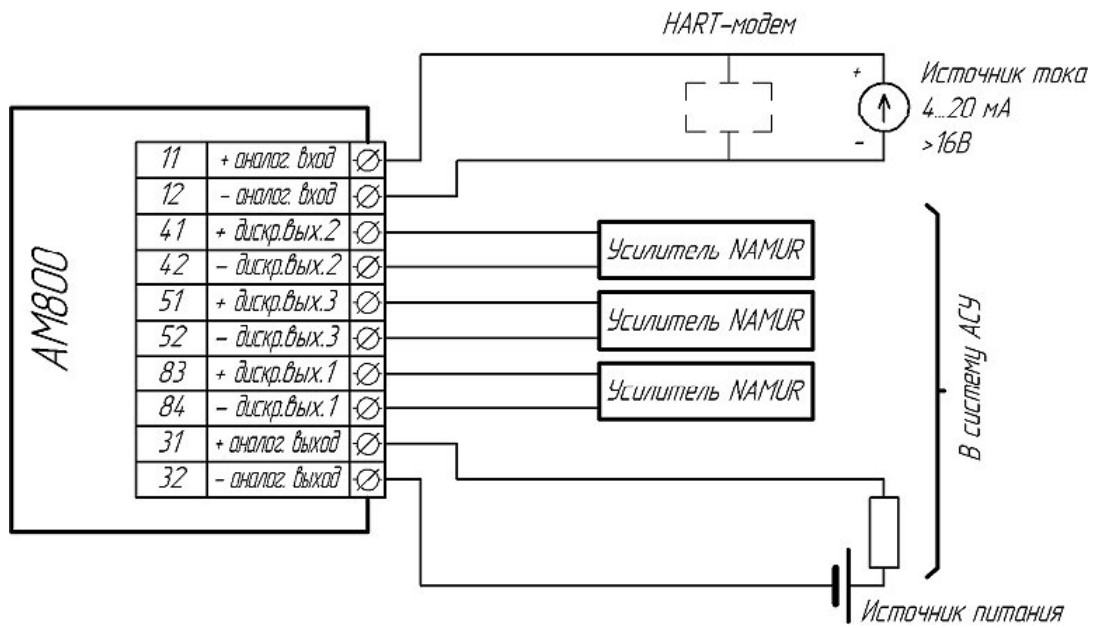 HART-модем
+ Источник тока
4...20 мА
- >16В
АМ800
11 + аналог. вход
12 - аналог. вход
41 + дискр.вых.2
42 - дискр.вых.2
51 + дискр.вых.3
52 - дискр.вых.3
83 + дискр.вых.1
84 - дискр.вых.1
31 + аналог. выход
32 - аналог. выход
Усилитель NAMUR
Усилитель NAMUR
Усилитель NAMUR
В систему АСУ
Источник питания